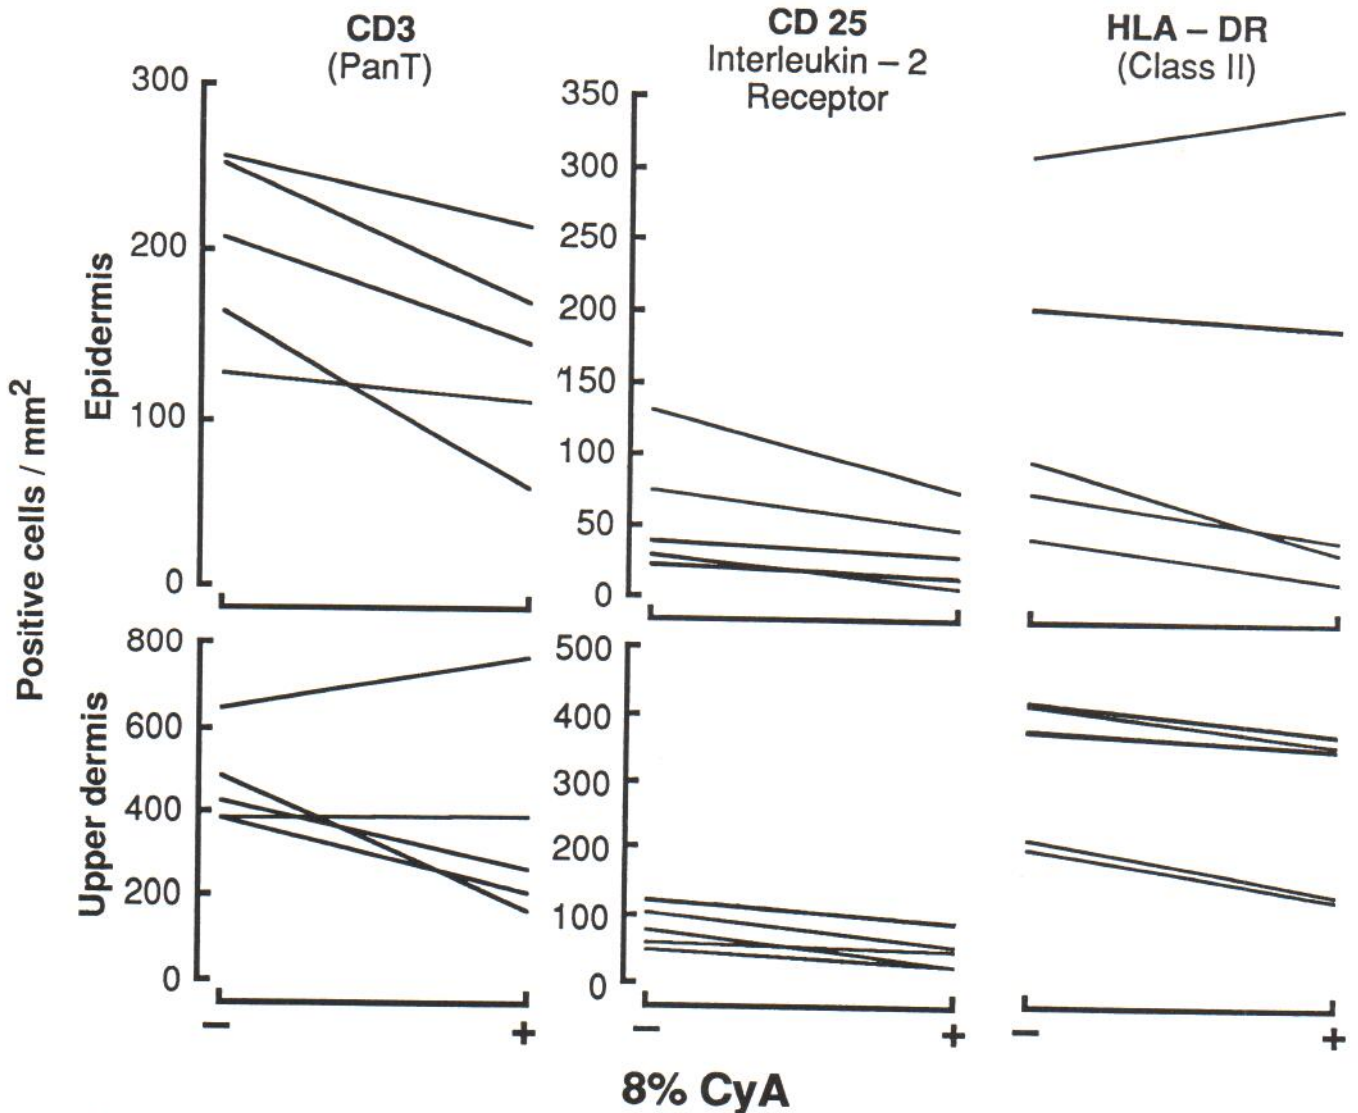 CD3
(PanT)
CD 25
Interleukin – 2
Receptor
HLA – DR
(Class II)
Positive cells / mm²
Epidermis
300
200
100
0
350
300
250
200
150
100
50
0
Upper dermis
800
600
400
200
0
500
400
300
200
100
0
– +
– +
– +
8% CyA